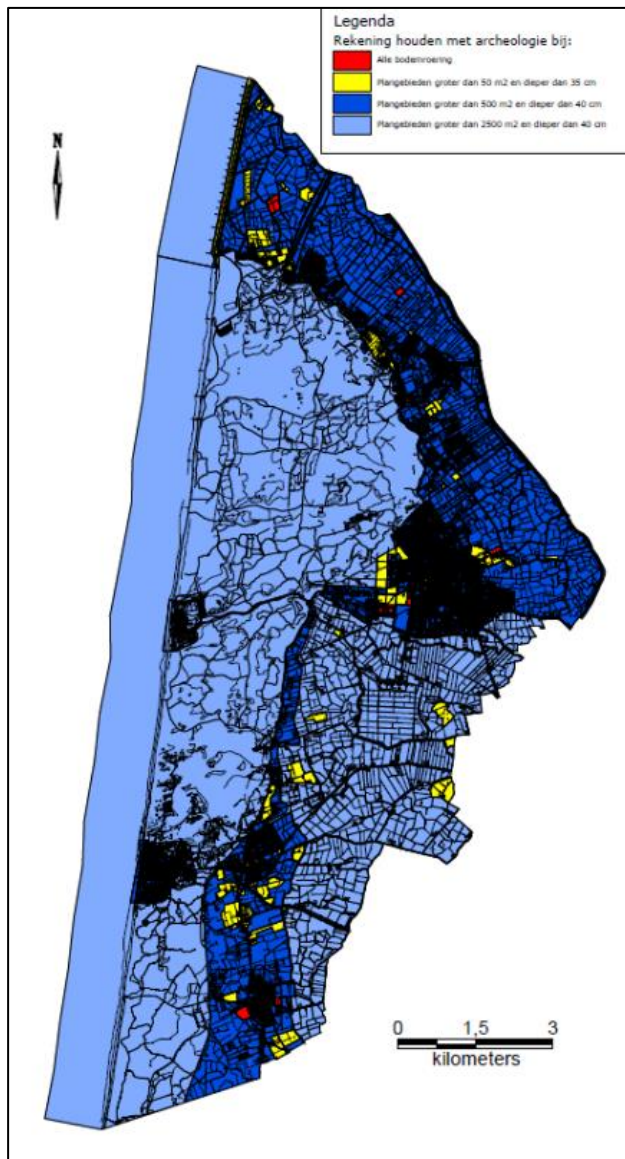 Legenda
Rekening houden met archeologie bij:
Alle bodemroering
Plangebieden groter dan 50 m2 en dieper dan 35 cm
Plangebieden groter dan 500 m2 en dieper dan 40 cm
Plangebieden groter dan 2500 m2 en dieper dan 40 cm
N
0 1,5 3
kilometers